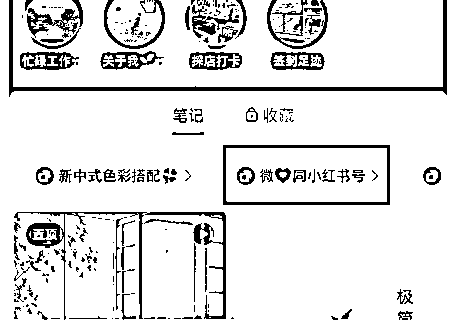 忙碌工作 关于我 探店打卡 签到足迹
笔记 收藏
新中式色彩搭配 > 微❤同小红书号 >
置顶
极
简